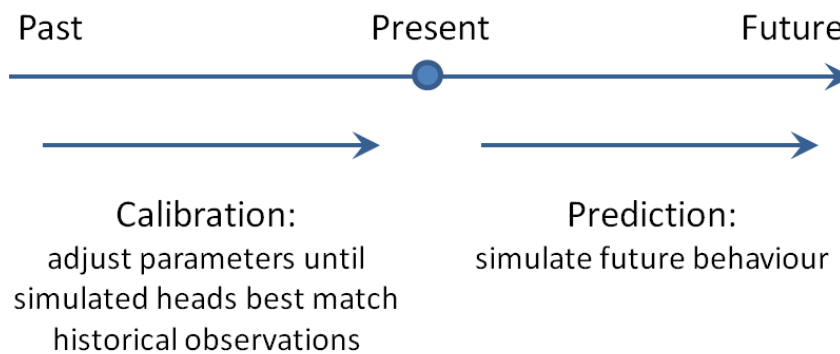 Past Present Future
Calibration:
adjust parameters until
simulated heads best match
historical observations
Prediction:
simulate future behaviour